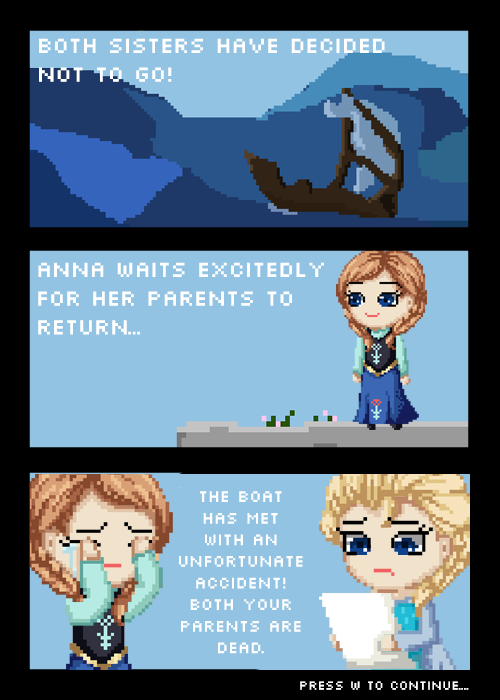 BOTH SISTERS HAVE DECIDED
NOT TO GO!
ANNA WAITS EXCITEDLY
FOR HER PARENTS TO
RETURN...
THE BOAT
HAS MET
WITH AN
UNFORTUNATE
ACCIDENT!
BOTH YOUR
PARENTS ARE
DEAD.
PRESS W TO CONTINUE...